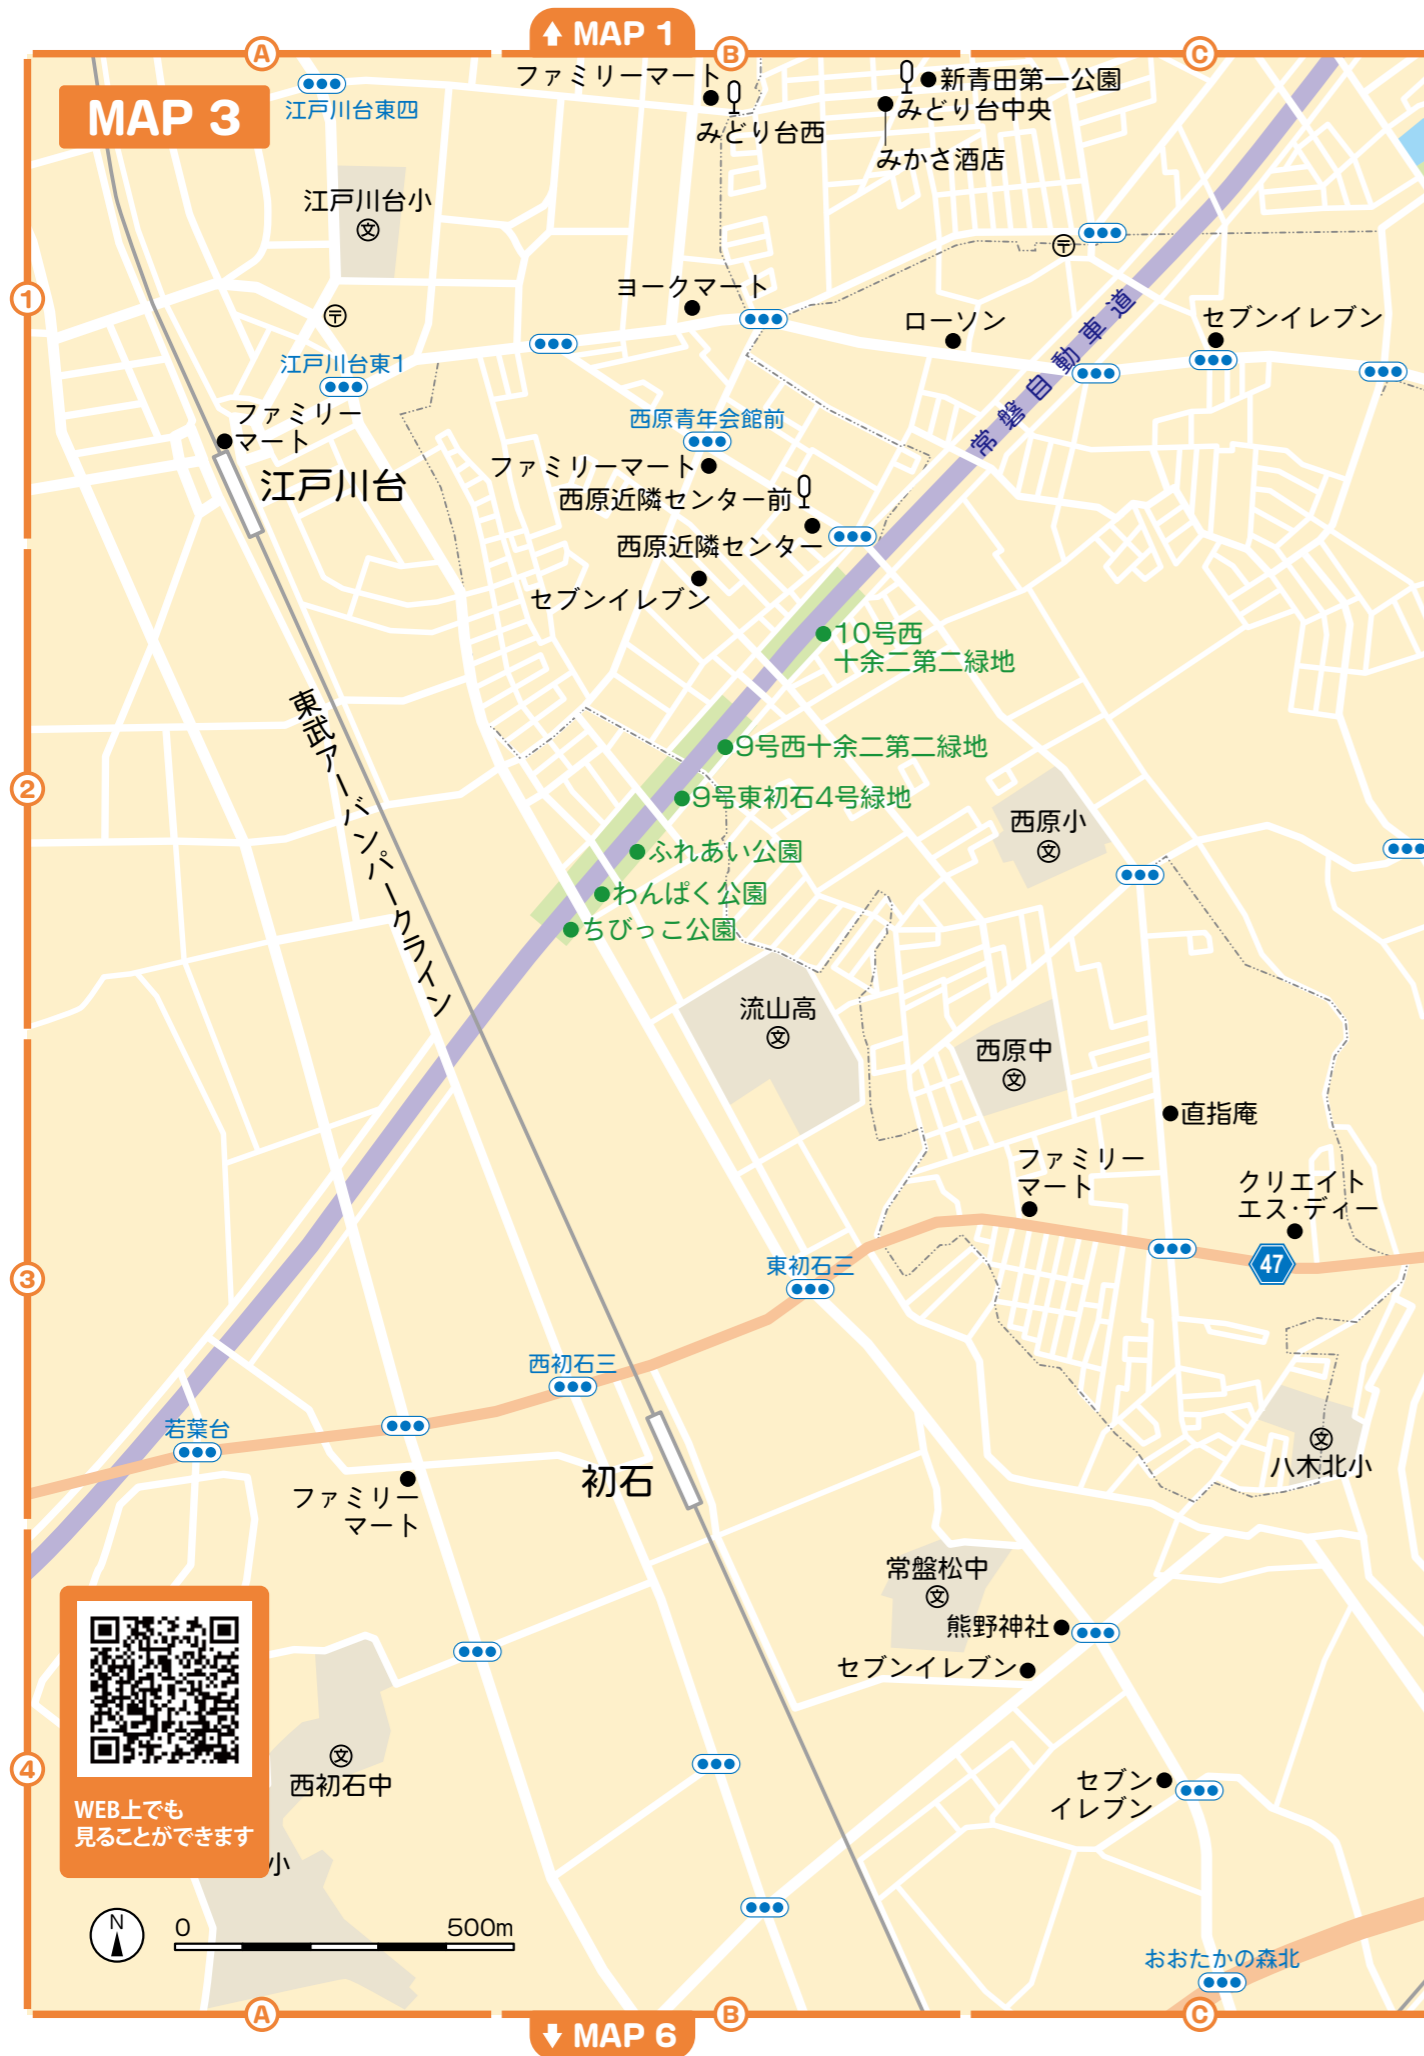 MAP 1
A
B
C
MAP 3
江戸川台東四
ファミリーマート
みどり台西
新青田第一公園
みどり台中央
みかさ酒店
江戸川台小
文
〒
〒
1
ヨークマート
ローソン
セブンイレブン
常磐自動車道
江戸川台東1
ファミリー
マート
江戸川台
西原青年会館前
ファミリーマート
西原近隣センター前
西原近隣センター
セブンイレブン
10号西
十余二第二緑地
東武アーバンパークライン
9号西十余二第二緑地
2
9号東初石4号緑地
西原小
文
ふれあい公園
わんぱく公園
ちびっこ公園
流山高
文
西原中
文
直指庵
ファミリー
マート
クリエイト
エス・ディー
47
3
東初石三
西初石三
若葉台
八木北小
文
初石
ファミリー
マート
常盤松中
文
熊野神社
セブンイレブン
4
文
西初石中
セブン
イレブン
WEB上でも
見ることができます
小
N
0
500m
おおたかの森北
A
B
C
MAP 6